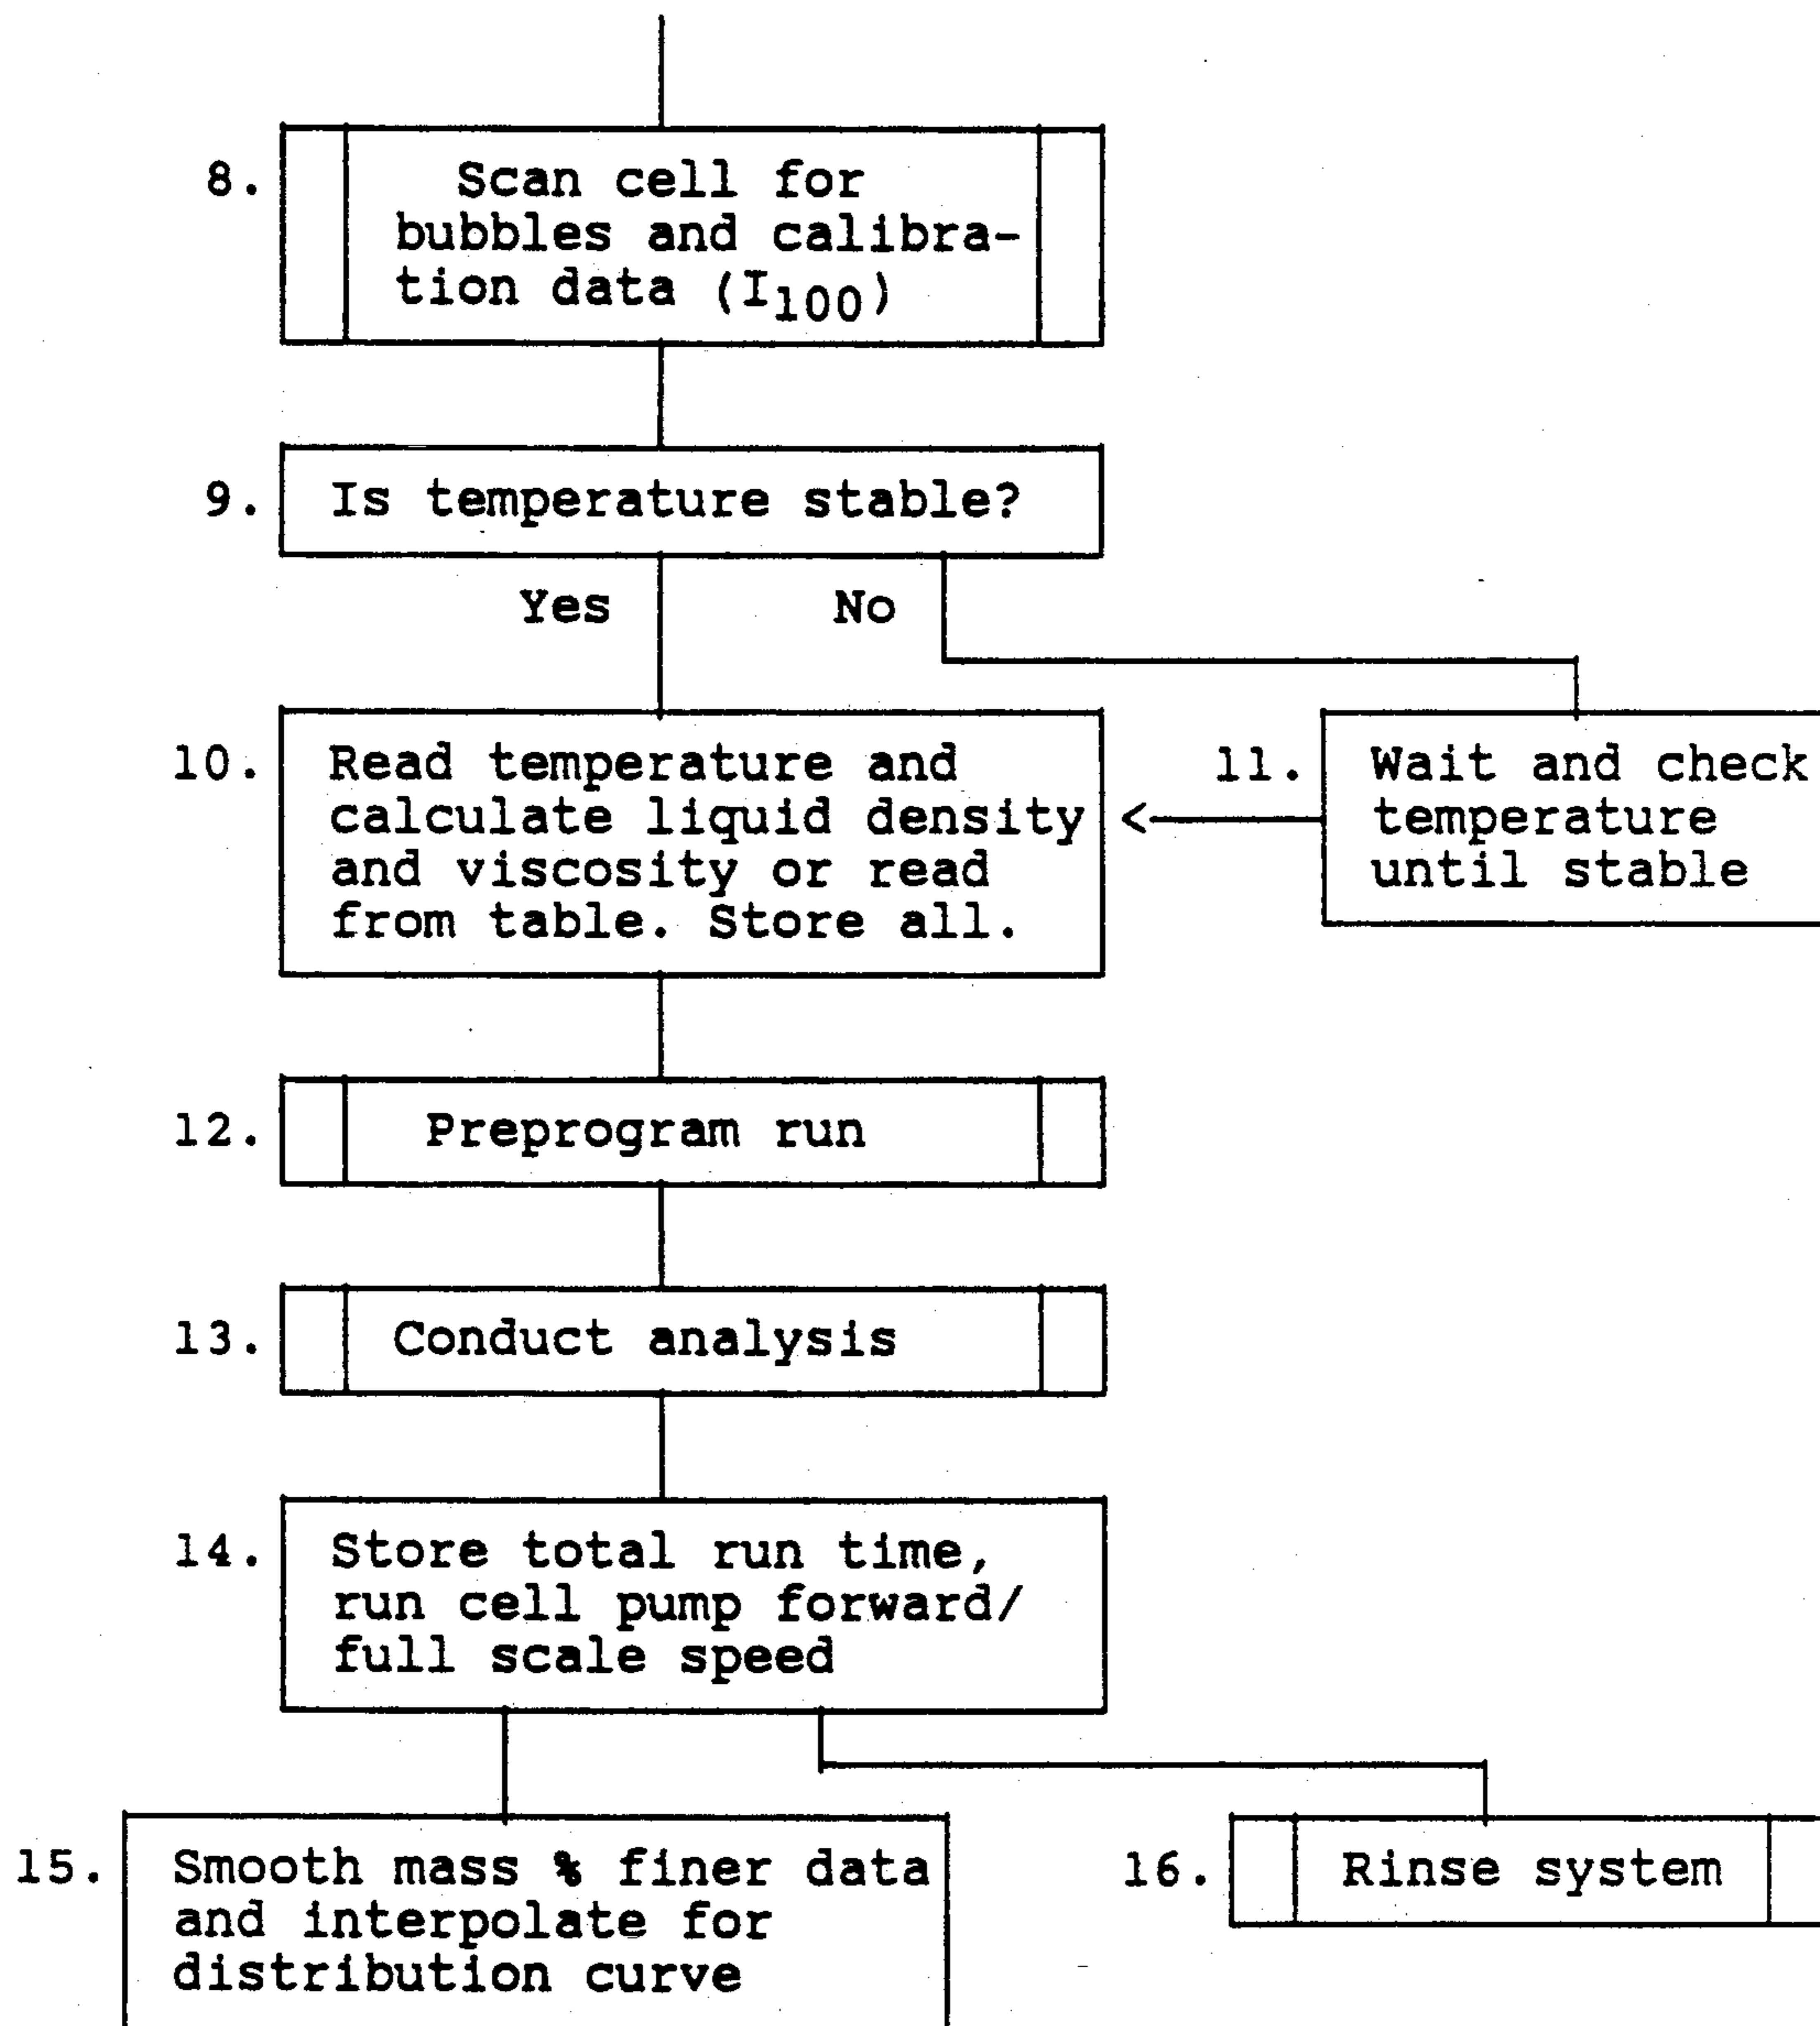 8. Scan cell for
bubbles and calibra-
tion data (I100)
9. Is temperature stable?
Yes No
10. Read temperature and
calculate liquid density
and viscosity or read
from table. Store all.
11. Wait and check
temperature
until stable
12. Preprogram run
13. Conduct analysis
14. Store total run time,
run cell pump forward/
full scale speed
15. Smooth mass % finer data
and interpolate for
distribution curve
16. Rinse system